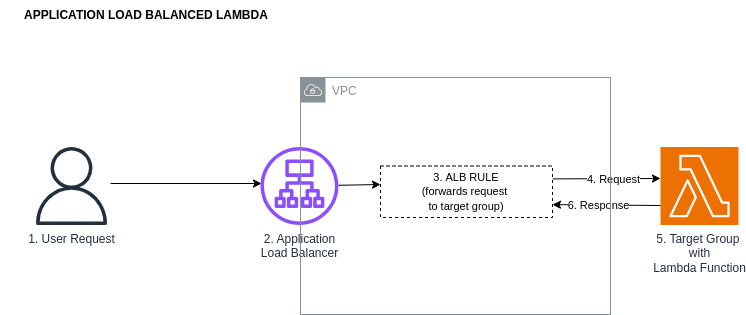 APPLICATION LOAD BALANCED LAMBDA
VPC
1. User Request
2. Application
Load Balancer
3. ALB RULE
(forwards request
to target group)
4. Request
6. Response
5. Target Group
with
Lambda Function